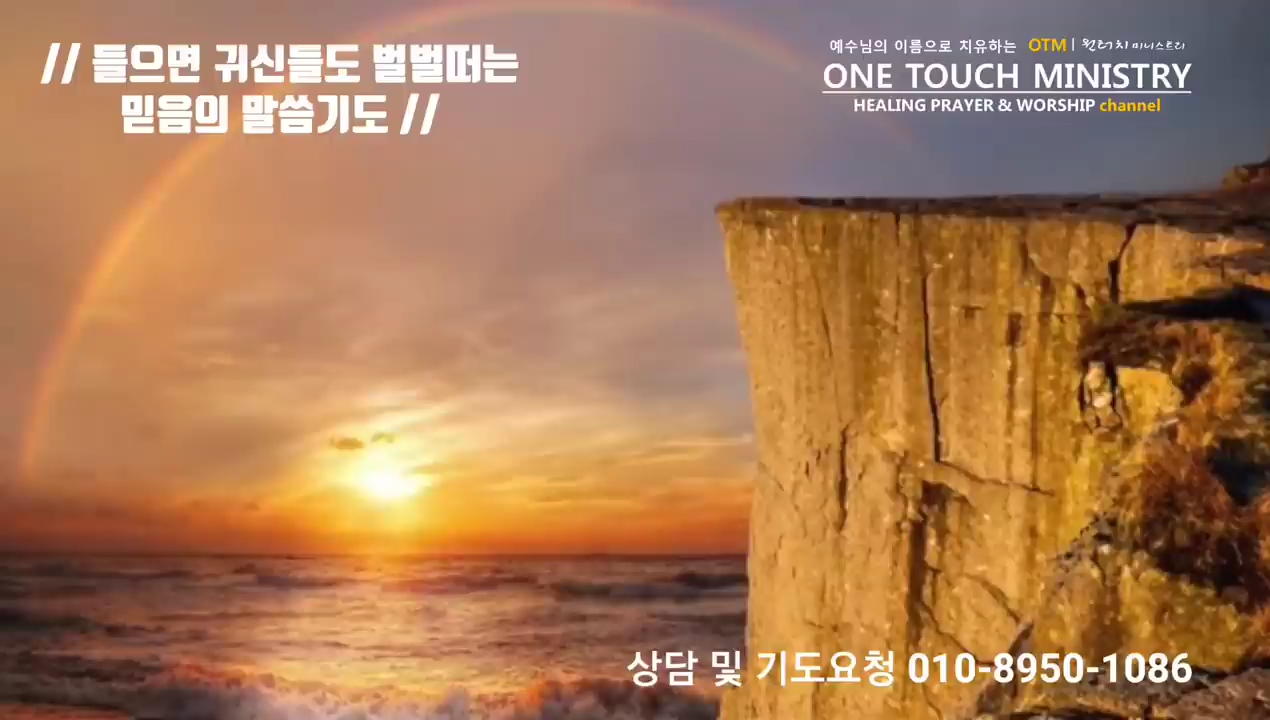 // 들으면 귀신들도 벌벌떠는
믿음의 말씀기도 //
예수님의 이름으로 치유하는 OTM | 원터치 미니스트리
ONE TOUCH MINISTRY
HEALING PRAYER & WORSHIP channel
상담 및 기도요청 010-8950-1086